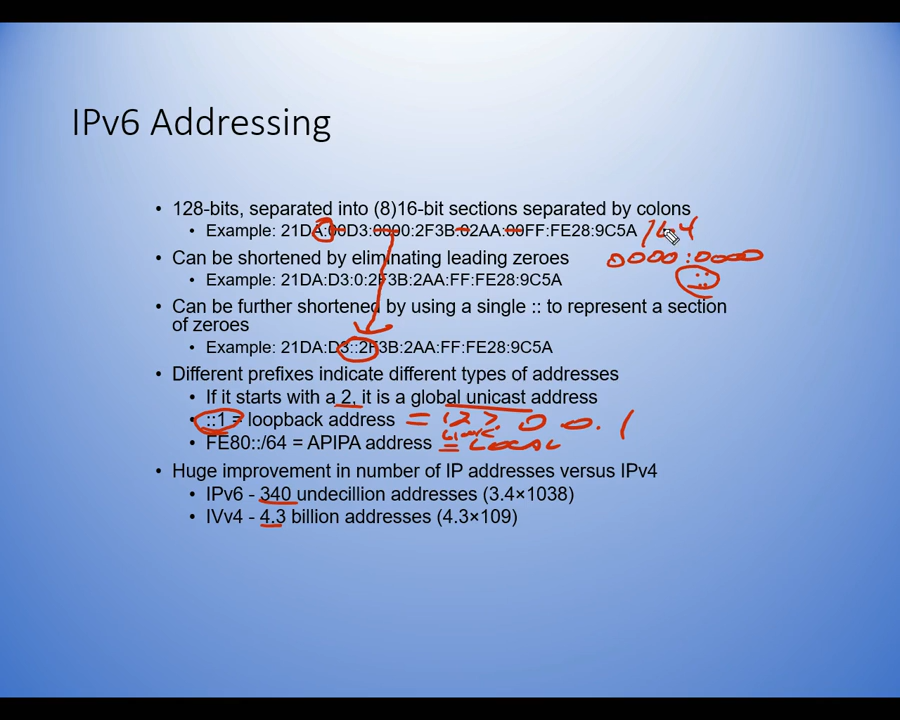 IPv6 Addressing
• 128-bits, separated into (8)16-bit sections separated by colons
• Example: 21DA:00D3:0000:2F3B:02AA:00FF:FE28:9C5A /64
0000:0000
::
• Can be shortened by eliminating leading zeroes
• Example: 21DA:D3:0:2F3B:2AA:FF:FE28:9C5A
• Can be further shortened by using a single :: to represent a section
of zeroes
• Example: 21DA:D3::2F3B:2AA:FF:FE28:9C5A
• Different prefixes indicate different types of addresses
• If it starts with a 2, it is a global unicast address
• ::1 = loopback address = 127. 0 0. 1
• FE80::/64 = APIPA address = LOCAL
• Huge improvement in number of IP addresses versus IPv4
• IPv6 - 340 undecillion addresses (3.4×1038)
• IVv4 - 4.3 billion addresses (4.3×109)